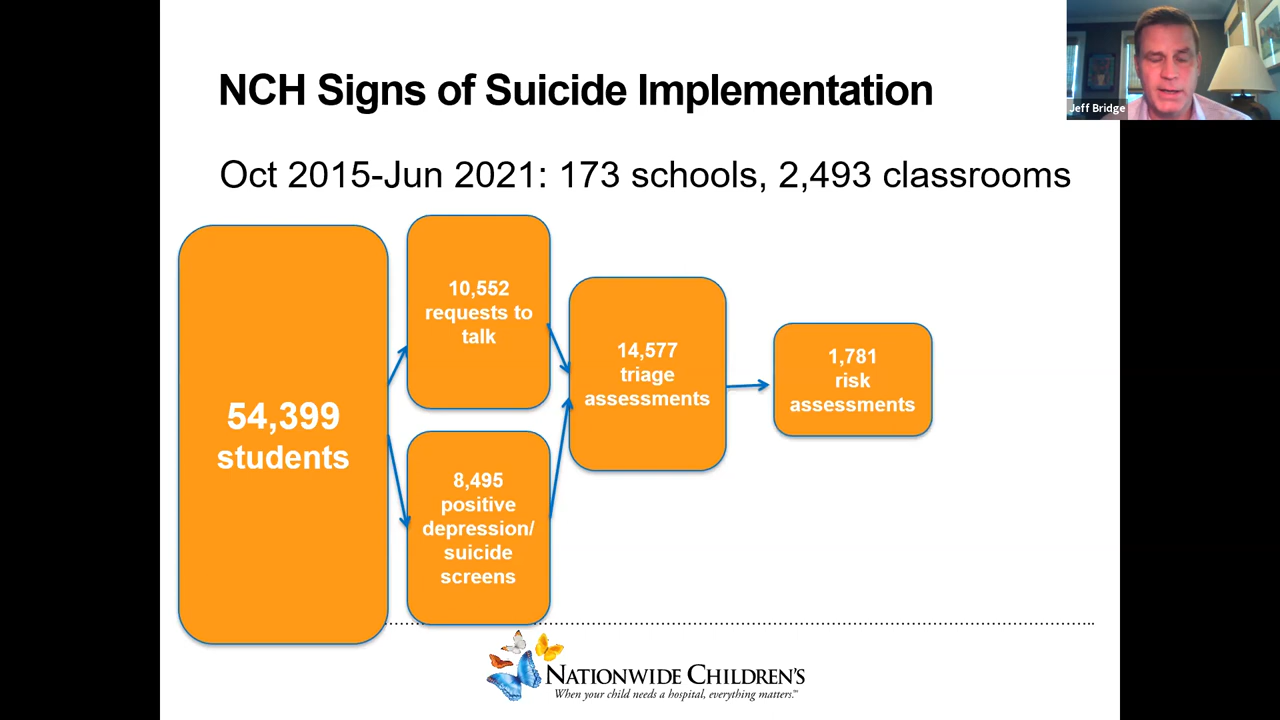 NCH Signs of Suicide Implementation
Jeff Bridge
Oct 2015-Jun 2021: 173 schools, 2,493 classrooms
54,399
students
10,552
requests to
talk
8,495
positive
depression/
suicide
screens
14,577
triage
assessments
1,781
risk
assessments
NATIONWIDE CHILDREN'S
When your child needs a hospital, everything matters.™